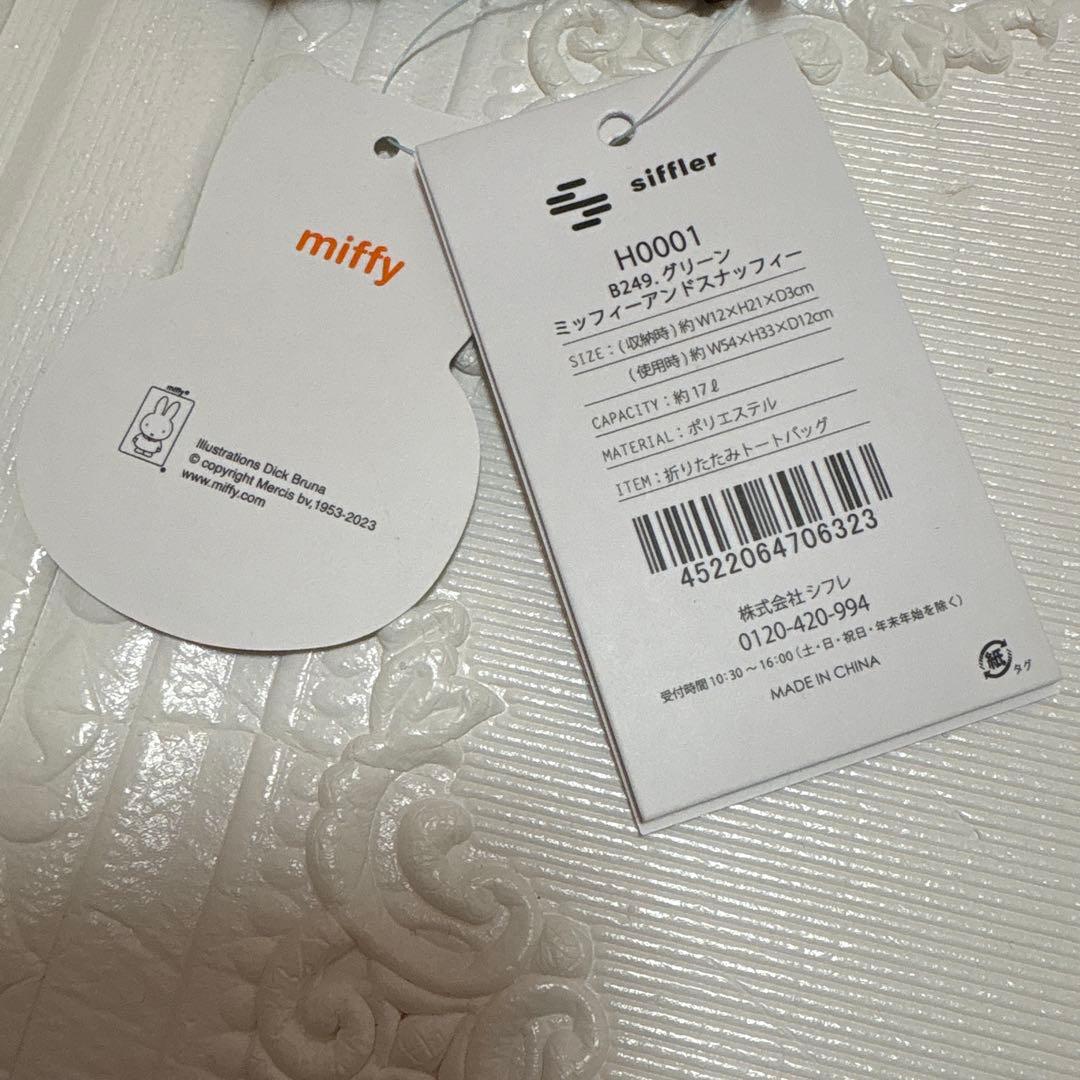 miffy
miffy®
Illustrations Dick Bruna
© copyright Mercis bv, 1953-2023
www.miffy.com
siffler
H0001
B249. グリーン
ミッフィーアンドスナッフィー
SIZE : (収納時) 約 W12×H21×D3cm
(使用時) 約 W54×H33×D12cm
CAPACITY : 約 17ℓ
MATERIAL : ポリエステル
ITEM : 折りたたみトートバッグ
4522064706323
株式会社シフレ
0120-420-994
受付時間 10:30～16:00 (土・日・祝日・年末年始を除く)
MADE IN CHINA
紙
タグ